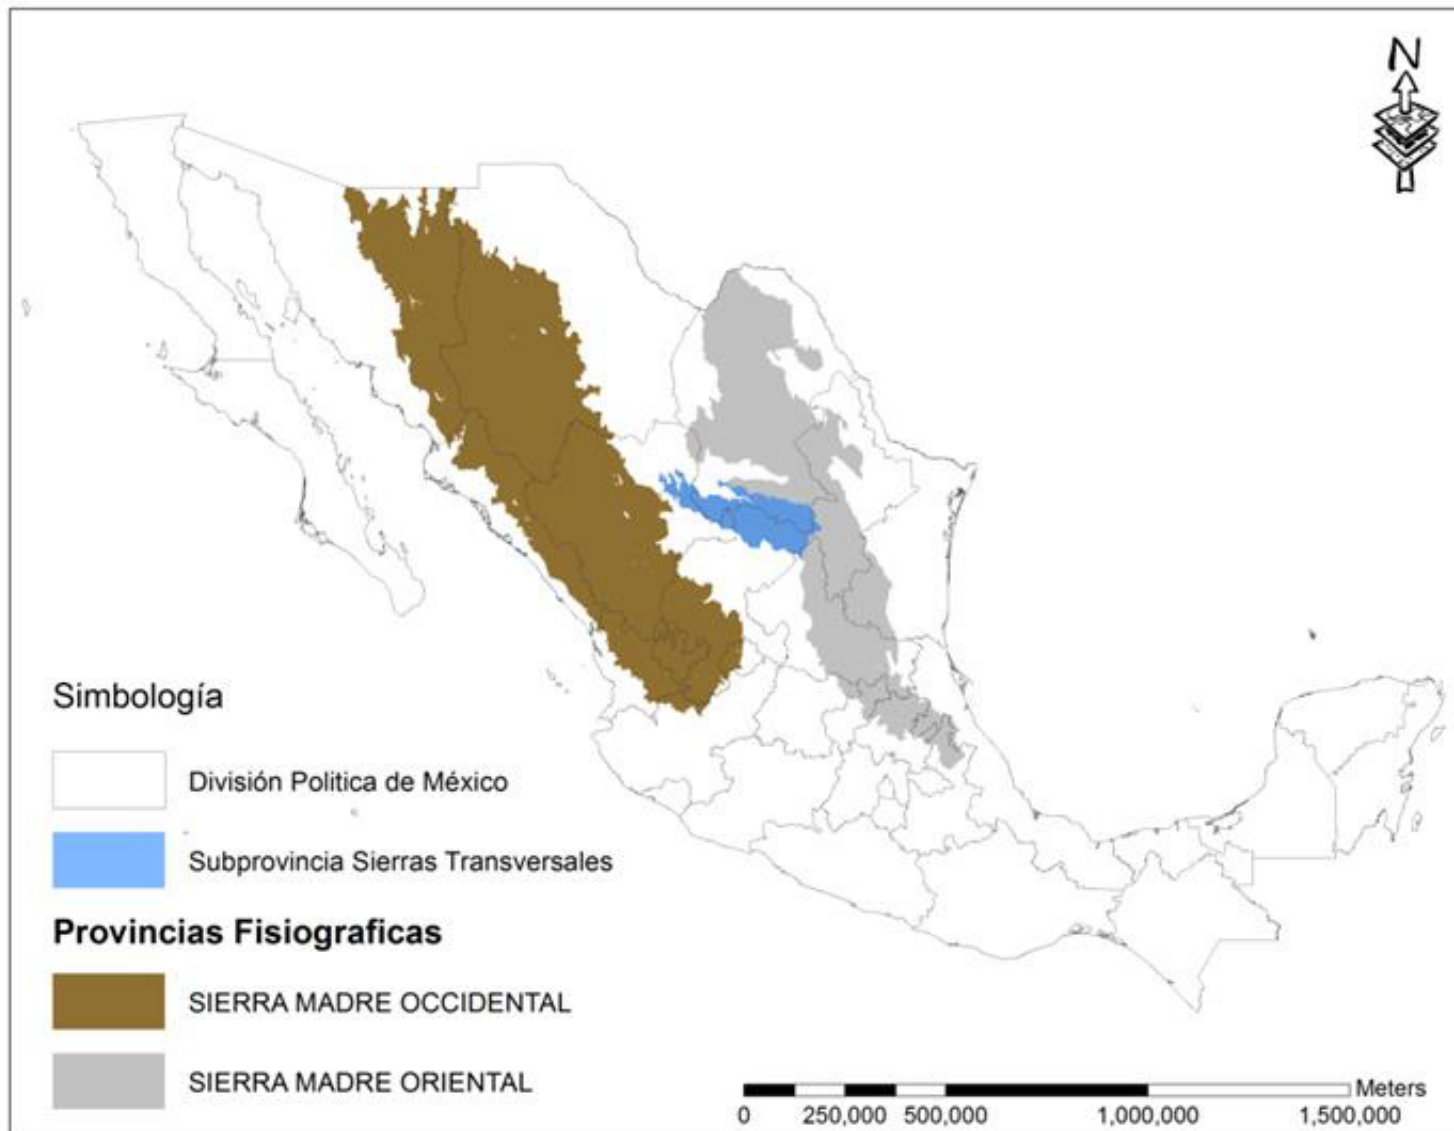 N
Simbología
División Politica de México
Subprovincia Sierras Transversales
Provincias Fisiograficas
SIERRA MADRE OCCIDENTAL
SIERRA MADRE ORIENTAL
Meters
0 250,000 500,000 1,000,000 1,500,000